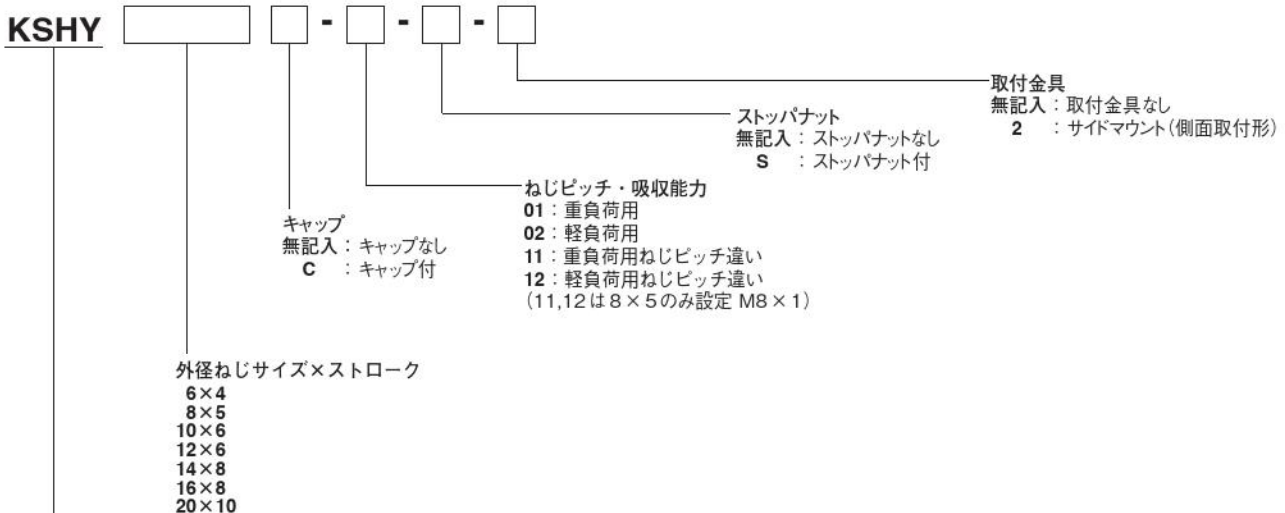 KSHY - - -
取付金具
無記入：取付金具なし
2 ：サイドマウント（側面取付形）
ストッパナット
無記入：ストッパナットなし
S ：ストッパナット付
ねじピッチ・吸収能力
01：重負荷用
02：軽負荷用
11：重負荷用ねじピッチ違い
12：軽負荷用ねじピッチ違い
（11,12は8×5のみ設定 M8×1）
キャップ
無記入：キャップなし
C ：キャップ付
外径ねじサイズ×ストローク
6×4
8×5
10×6
12×6
14×8
16×8
20×10